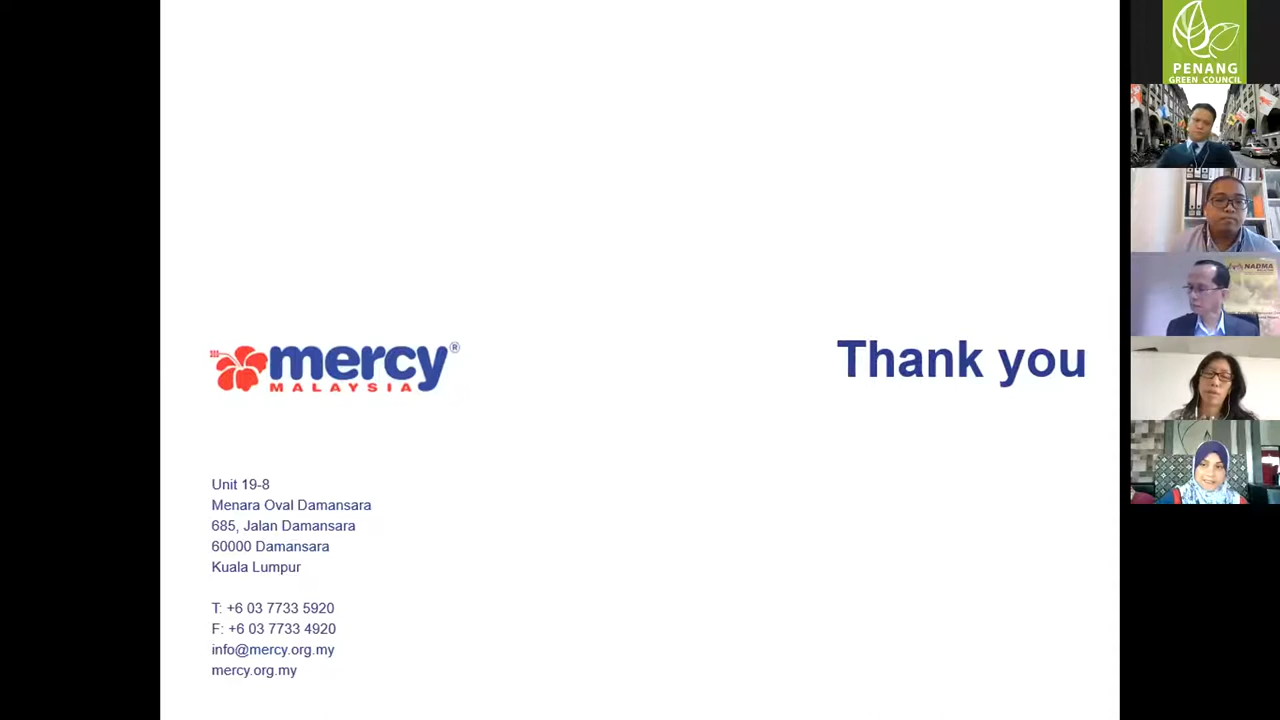 mercy®
MALAYSIA
Thank you
Unit 19-8
Menara Oval Damansara
685, Jalan Damansara
60000 Damansara
Kuala Lumpur
T: +6 03 7733 5920
F: +6 03 7733 4920
info@mercy.org.my
mercy.org.my
PENANG
GREEN COUNCIL
NADMA